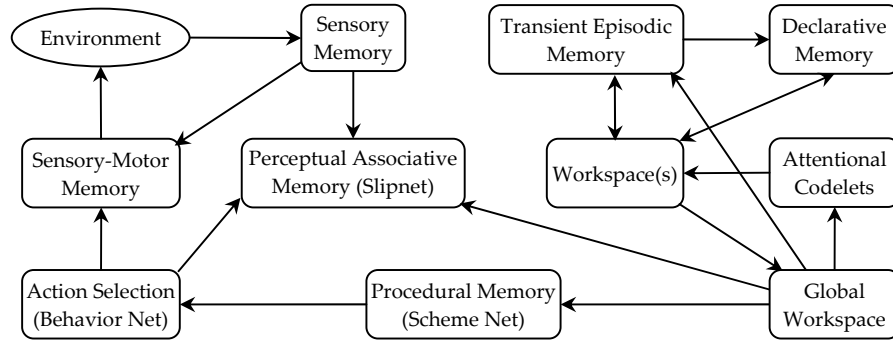 Environment
Sensory
Memory
Transient Episodic
Memory
Declarative
Memory
Sensory-Motor
Memory
Perceptual Associative
Memory (Slipnet)
Workspace(s)
Attentional
Codelets
Action Selection
(Behavior Net)
Procedural Memory
(Scheme Net)
Global
Workspace